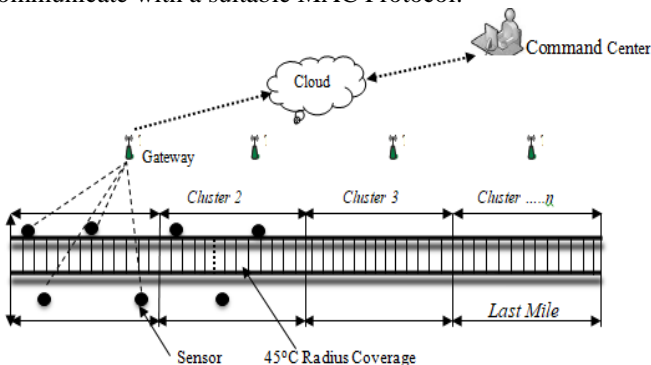 ommunicate with a suitable MAC Protocol.
Command Center
Cloud
Gateway
Cluster 2
Cluster 3
Cluster .....n
Last Mile
Sensor
45°C Radius Coverage